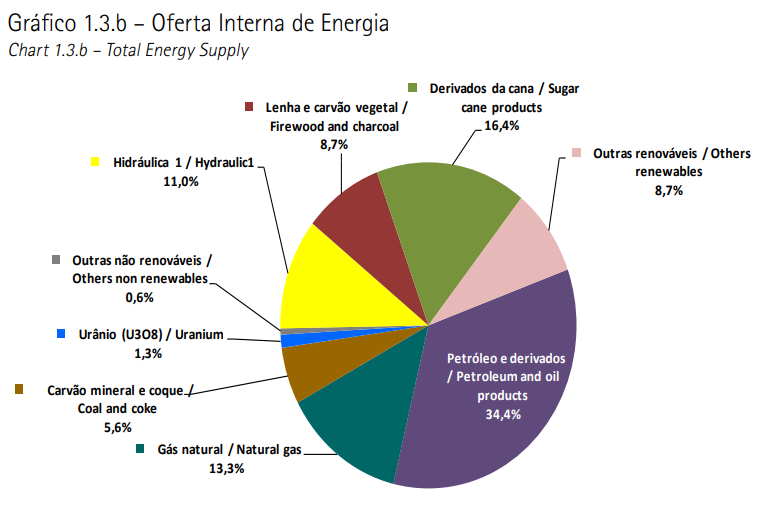 Gráfico 1.3.b – Oferta Interna de Energia
Chart 1.3.b – Total Energy Supply
Derivados da cana / Sugar
cane products
16,4%
Lenha e carvão vegetal /
Firewood and charcoal
8,7%
Outras renováveis / Others
renewables
8,7%
Hidráulica 1 / Hydraulic1
11,0%
Outras não renováveis /
Others non renewables
0,6%
Urânio (U3O8) / Uranium
1,3%
Petróleo e derivados
/ Petroleum and oil
products
34,4%
Carvão mineral e coque /
Coal and coke
5,6%
Gás natural / Natural gas
13,3%